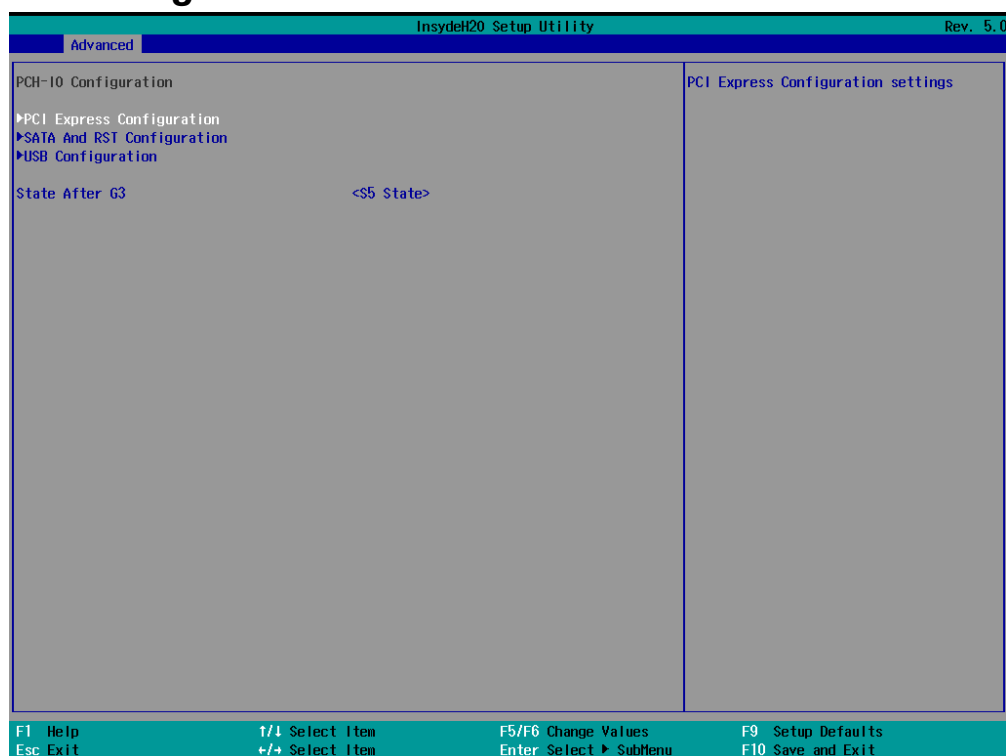 InsydeH20 Setup Utility Rev. 5.0
Advanced
PCH-IO Configuration
PCI Express Configuration settings
▶PCI Express Configuration
▶SATA And RST Configuration
▶USB Configuration
State After G3 <S5 State>
F1 Help ↑/↓ Select Item F5/F6 Change Values F9 Setup Defaults
Esc Exit ←/→ Select Item Enter Select ▶ SubMenu F10 Save and Exit